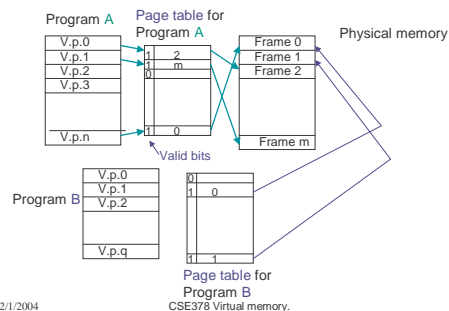 Program A
Page table for
Program A
Physical memory
V.p.0
V.p.1
V.p.2
V.p.3
V.p.n
1 2
1 m
0
1 0
Frame 0
Frame 1
Frame 2
Frame m
Valid bits
Program B
V.p.0
V.p.1
V.p.2
V.p.q
0
1 0
1 1
Page table for
Program B
2/1/2004
CSE378 Virtual memory.